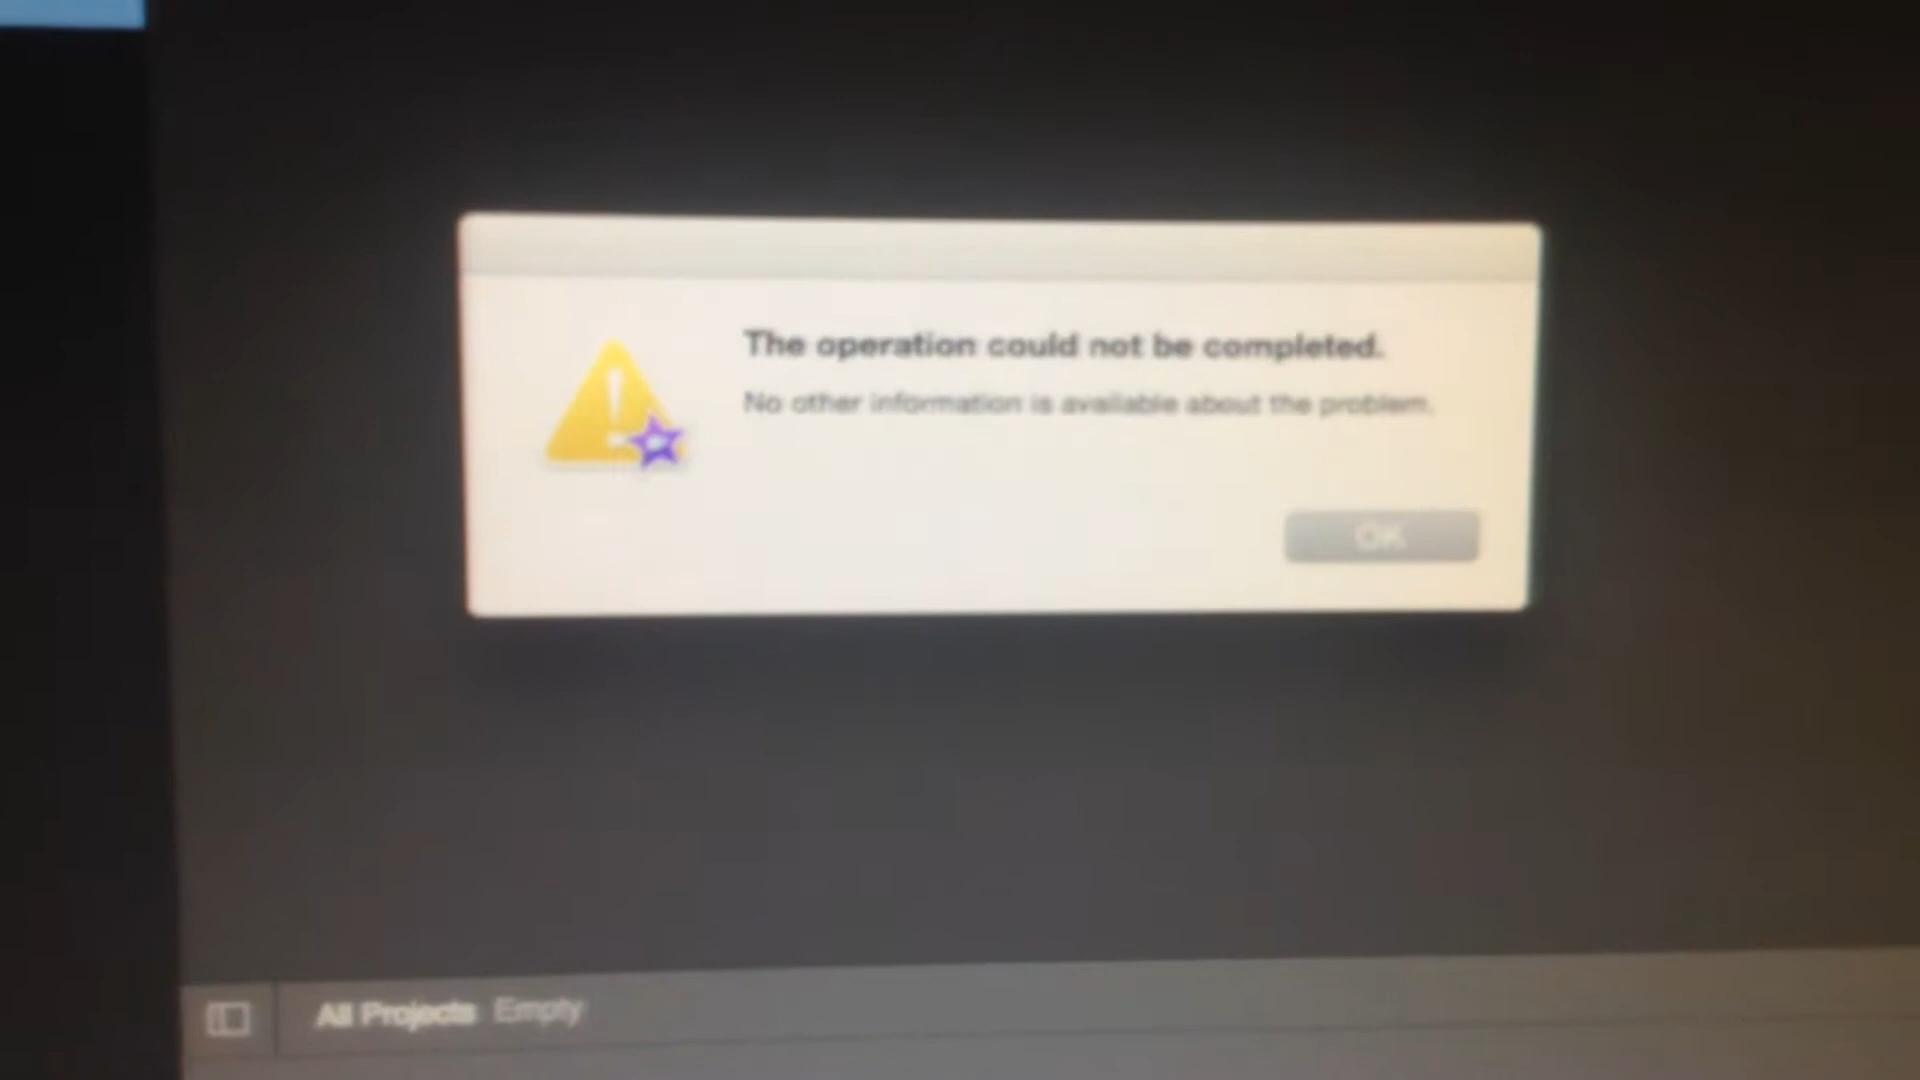 The operation could not be completed.
No other information is available about the problem.
OK
All Projects Empty